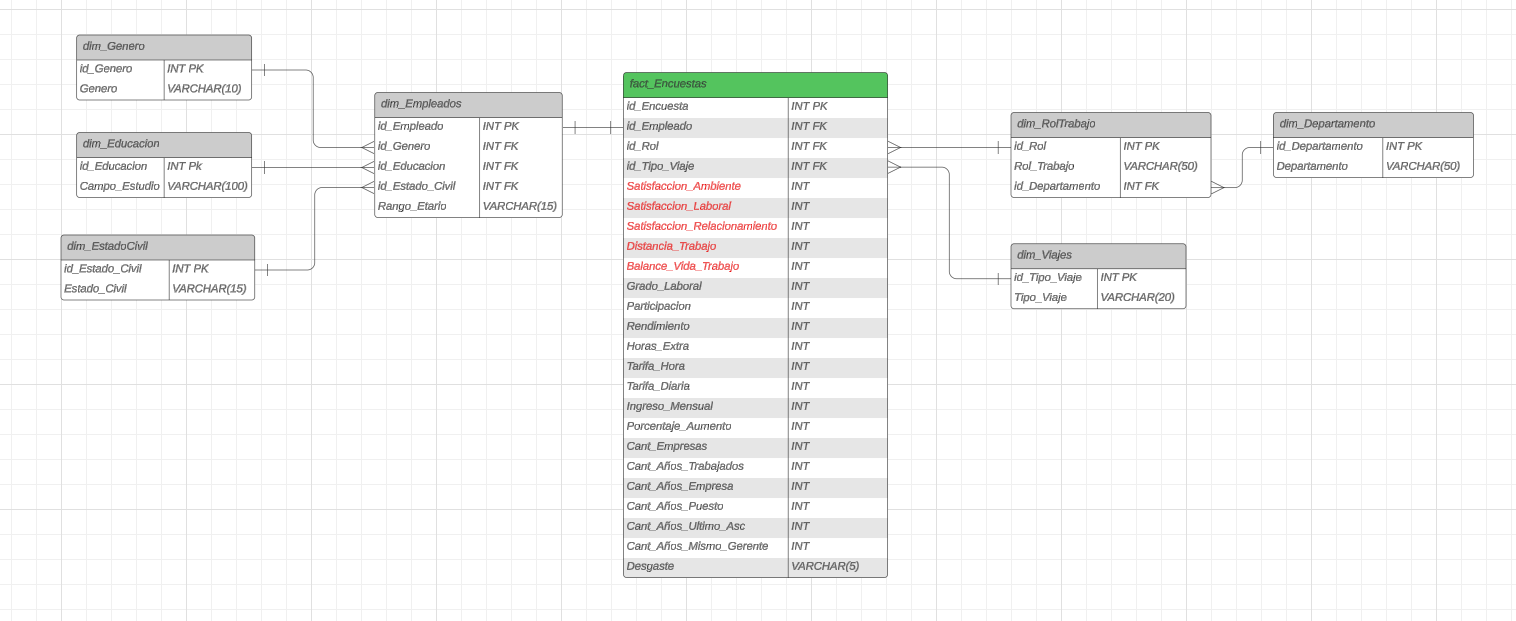 dim_Genero
id_Genero INT PK
Genero VARCHAR(10)
dim_Educacion
id_Educacion INT Pk
Campo_Estudio VARCHAR(100)
dim_EstadoCivil
id_Estado_Civil INT PK
Estado_Civil VARCHAR(15)
dim_Empleados
id_Empleado INT PK
id_Genero INT FK
id_Educacion INT FK
id_Estado_Civil INT FK
Rango_Etario VARCHAR(15)
fact_Encuestas
id_Encuesta INT PK
id_Empleado INT FK
id_Rol INT FK
id_Tipo_Viaje INT FK
Satisfaccion_Ambiente INT
Satisfaccion_Laboral INT
Satisfaccion_Relacionamiento INT
Distancia_Trabajo INT
Balance_Vida_Trabajo INT
Grado_Laboral INT
Participacion INT
Rendimiento INT
Horas_Extra INT
Tarifa_Hora INT
Tarifa_Diaria INT
Ingreso_Mensual INT
Porcentaje_Aumento INT
Cant_Empresas INT
Cant_Años_Trabajados INT
Cant_Años_Empresa INT
Cant_Años_Puesto INT
Cant_Años_Ultimo_Asc INT
Cant_Años_Mismo_Gerente INT
Desgaste VARCHAR(5)
dim_RolTrabajo
id_Rol INT PK
Rol_Trabajo VARCHAR(50)
id_Departamento INT FK
dim_Departamento
id_Departamento INT PK
Departamento VARCHAR(50)
dim_Viajes
id_Tipo_Viaje INT PK
Tipo_Viaje VARCHAR(20)